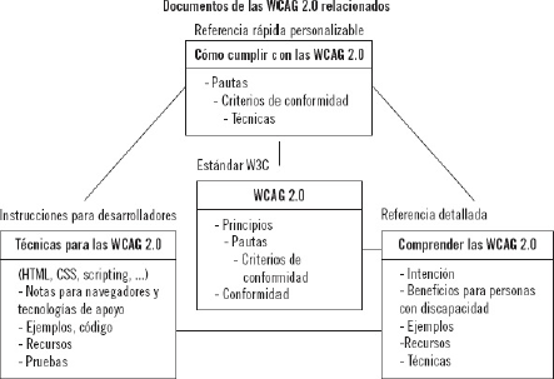 Documentos de las WCAG 2.0 relacionados
Referencia rápida personalizable
Cómo cumplir con las WCAG 2.0
- Pautas
- Criterios de conformidad
- Técnicas
Estándar W3C
WCAG 2.0
- Principios
- Pautas
- Criterios de
conformidad
- Conformidad
Instrucciones para desarrolladores
Técnicas para las WCAG 2.0
(HTML, CSS, scripting, ...)
- Notas para navegadores y
tecnologías de apoyo
- Ejemplos, código
- Recursos
- Pruebas
Referencia detallada
Comprender las WCAG 2.0
- Intención
- Beneficios para personas
con discapacidad
- Ejemplos
-Recursos
- Técnicas